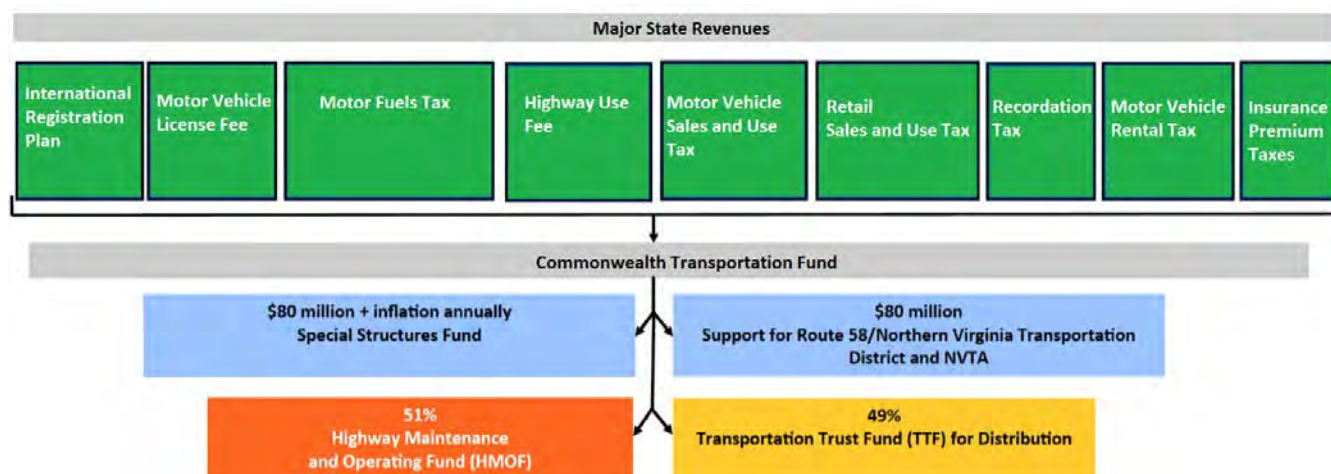 Major State Revenues
International
Registration
Plan
Motor Vehicle
License Fee
Motor Fuels Tax
Highway Use
Fee
Motor Vehicle
Sales and Use
Tax
Retail
Sales and Use Tax
Recordation
Tax
Motor Vehicle
Rental Tax
Insurance
Premium
Taxes
Commonwealth Transportation Fund
$80 million + inflation annually
Special Structures Fund
$80 million
Support for Route 58/Northern Virginia Transportation
District and NVTA
51%
Highway Maintenance
and Operating Fund (HMOF)
49%
Transportation Trust Fund (TTF) for Distribution